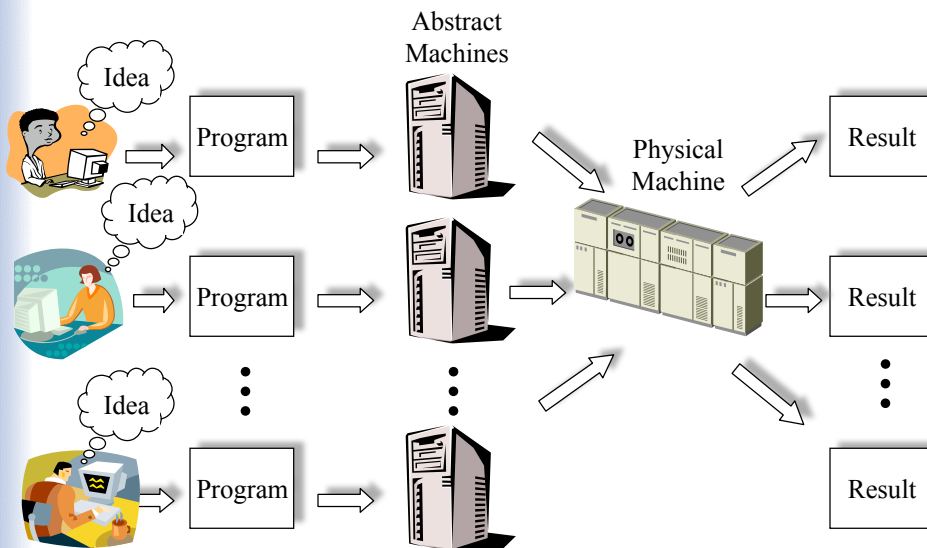 Abstract
Machines
Idea
Program
Physical
Machine
Result
Idea
Program
Result
Idea
Program
Result